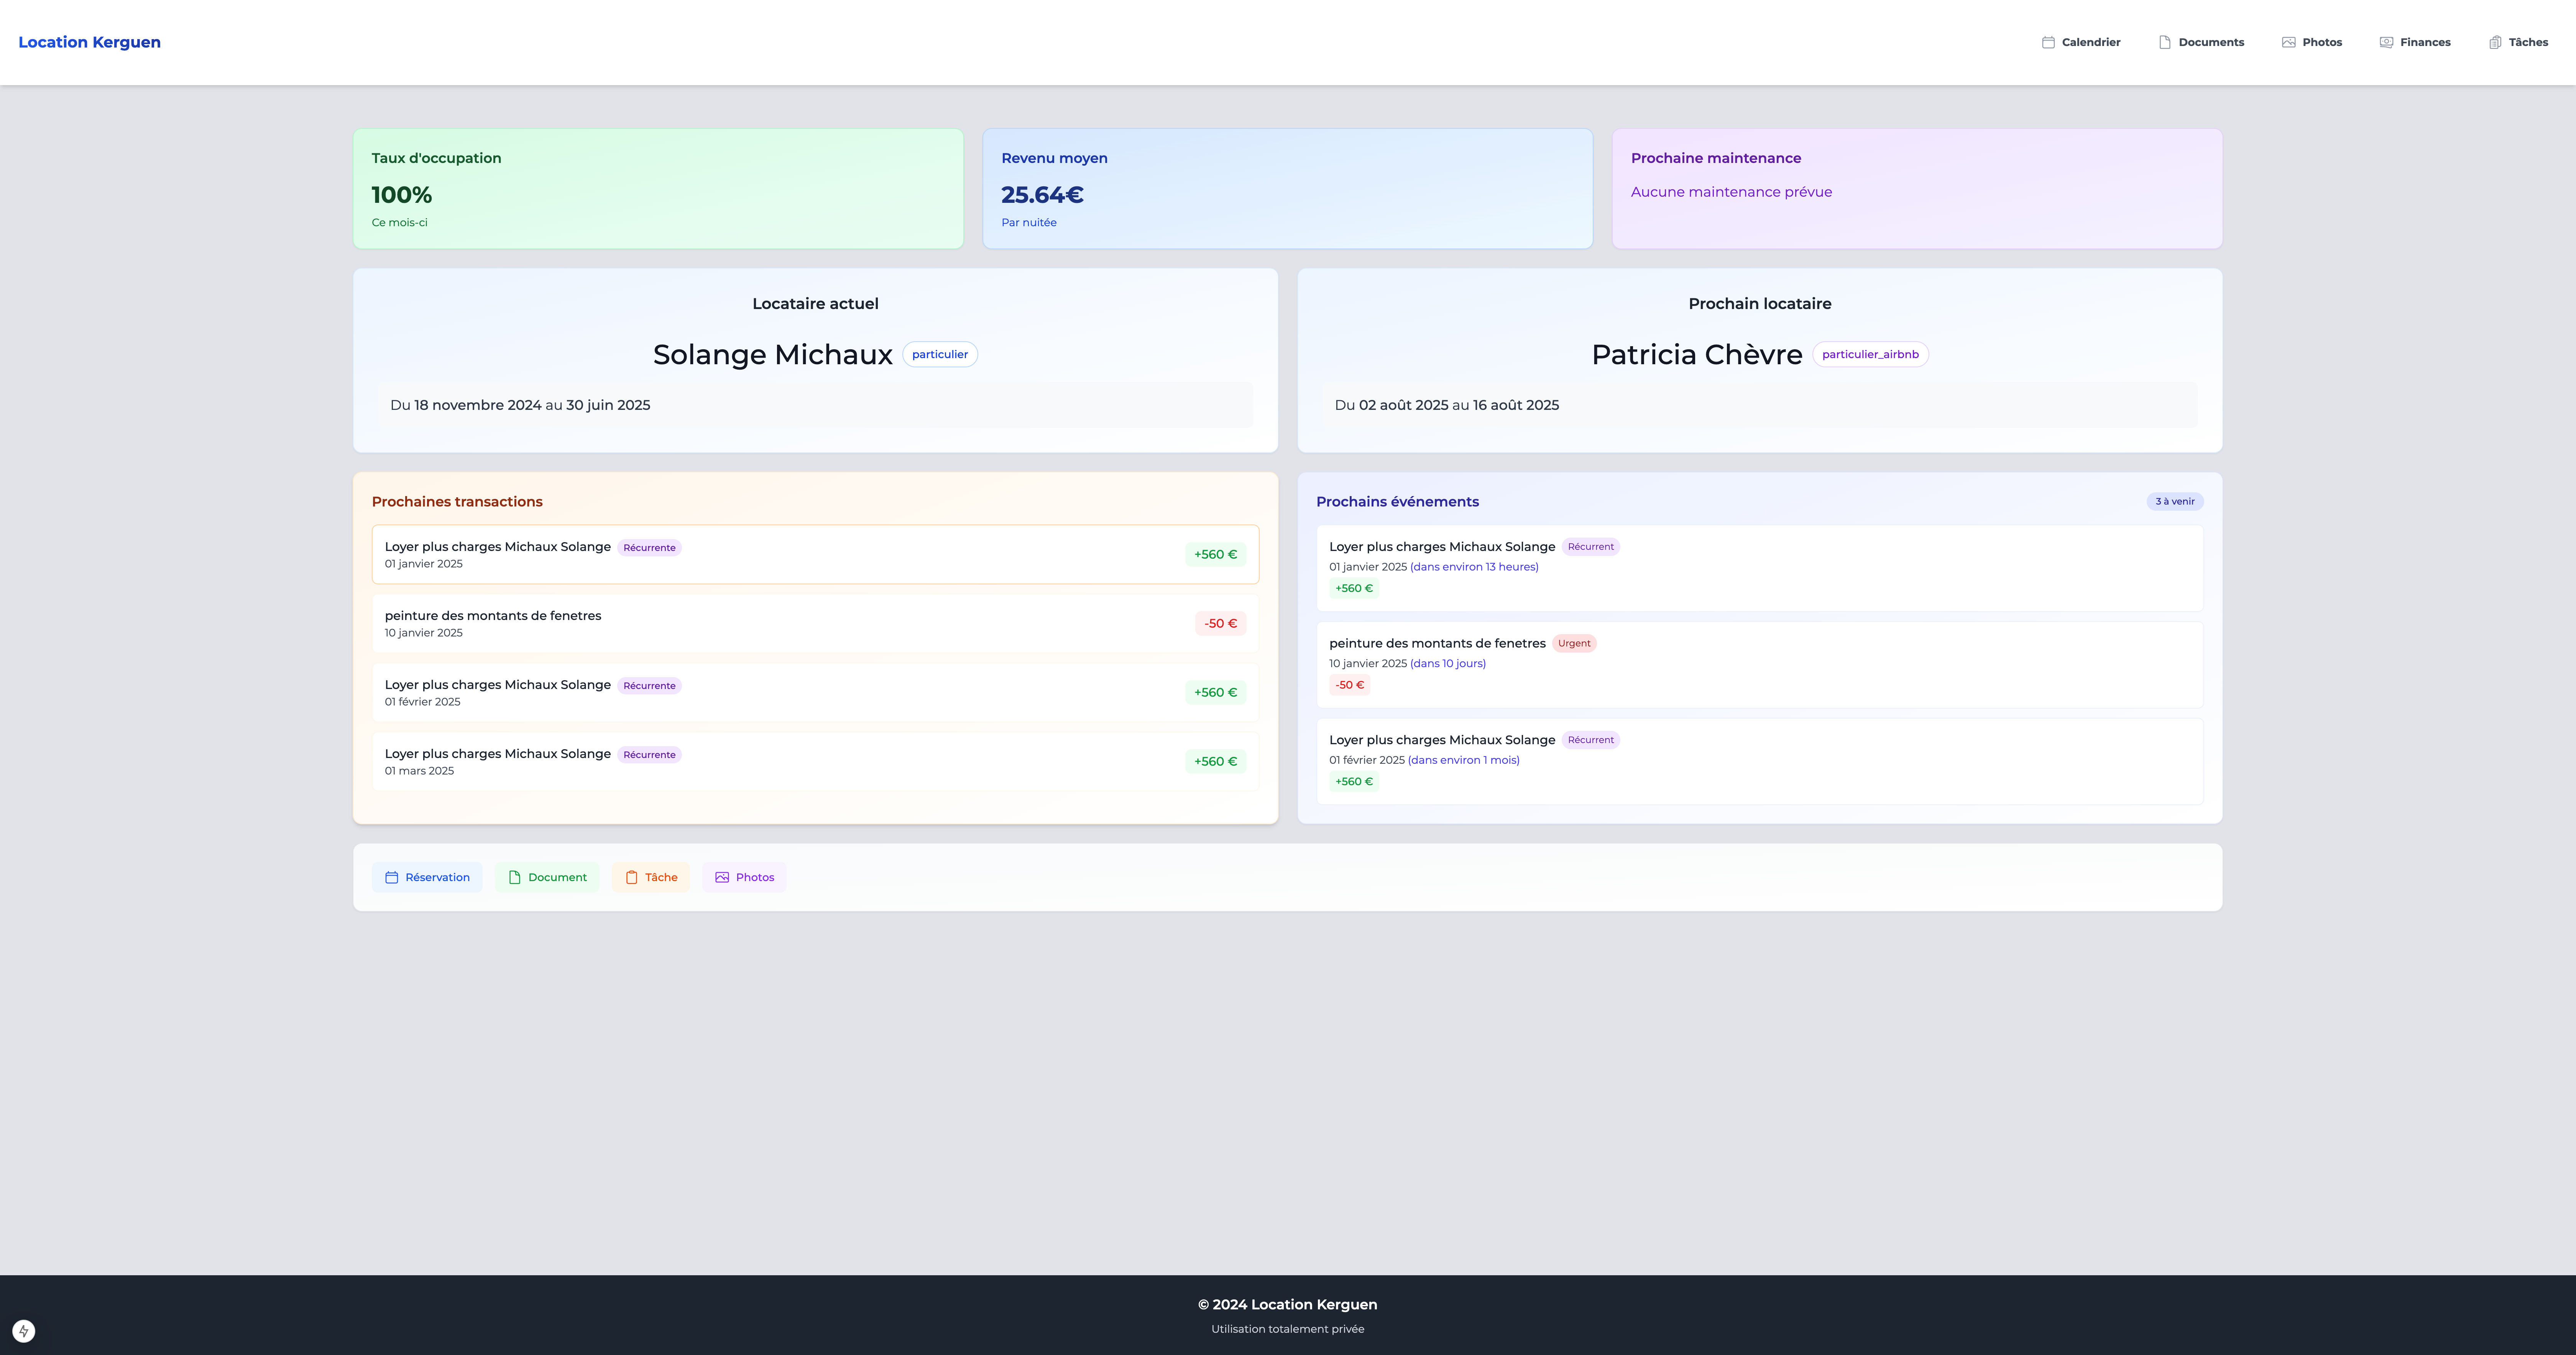 Location Kerguen
Calendrier Documents Photos Finances Tâches
Taux d'occupation
100%
Ce mois-ci
Revenu moyen
25.64€
Par nuitée
Prochaine maintenance
Aucune maintenance prévue
Locataire actuel
Solange Michaux particulier
Du 18 novembre 2024 au 30 juin 2025
Prochain locataire
Patricia Chèvre particulier_airbnb
Du 02 août 2025 au 16 août 2025
Prochaines transactions
Loyer plus charges Michaux Solange Récurrente
01 janvier 2025
+560 €
peinture des montants de fenetres
10 janvier 2025
-50 €
Loyer plus charges Michaux Solange Récurrente
01 février 2025
+560 €
Loyer plus charges Michaux Solange Récurrente
01 mars 2025
+560 €
Prochains événements 3 à venir
Loyer plus charges Michaux Solange Récurrent
01 janvier 2025 (dans environ 13 heures)
+560 €
peinture des montants de fenetres Urgent
10 janvier 2025 (dans 10 jours)
-50 €
Loyer plus charges Michaux Solange Récurrent
01 février 2025 (dans environ 1 mois)
+560 €
Réservation Document Tâche Photos
© 2024 Location Kerguen
Utilisation totalement privée